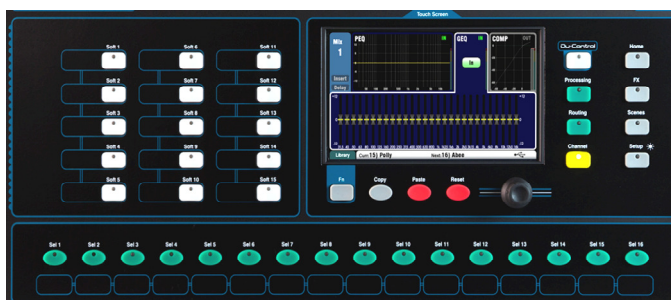 Touch Screen
Soft 1 Soft 6 Soft 11
Soft 2 Soft 7 Soft 12
Soft 3 Soft 8 Soft 13
Soft 4 Soft 9 Soft 14
Soft 5 Soft 10 Soft 15
Mix 1
PEQ IN
GEQ IN
COMP OUT
In
Insert
Delay
Library
Curr:15) Polly
Next:16) Abee
Qu-Control
Name
Processing
FX
Routing
Scenes
Channel
Setup
Fn
Copy
Paste
Reset
Sel 1 Sel 2 Sel 3 Sel 4 Sel 5 Sel 6 Sel 7 Sel 8 Sel 9 Sel 10 Sel 11 Sel 12 Sel 13 Sel 14 Sel 15 Sel 16